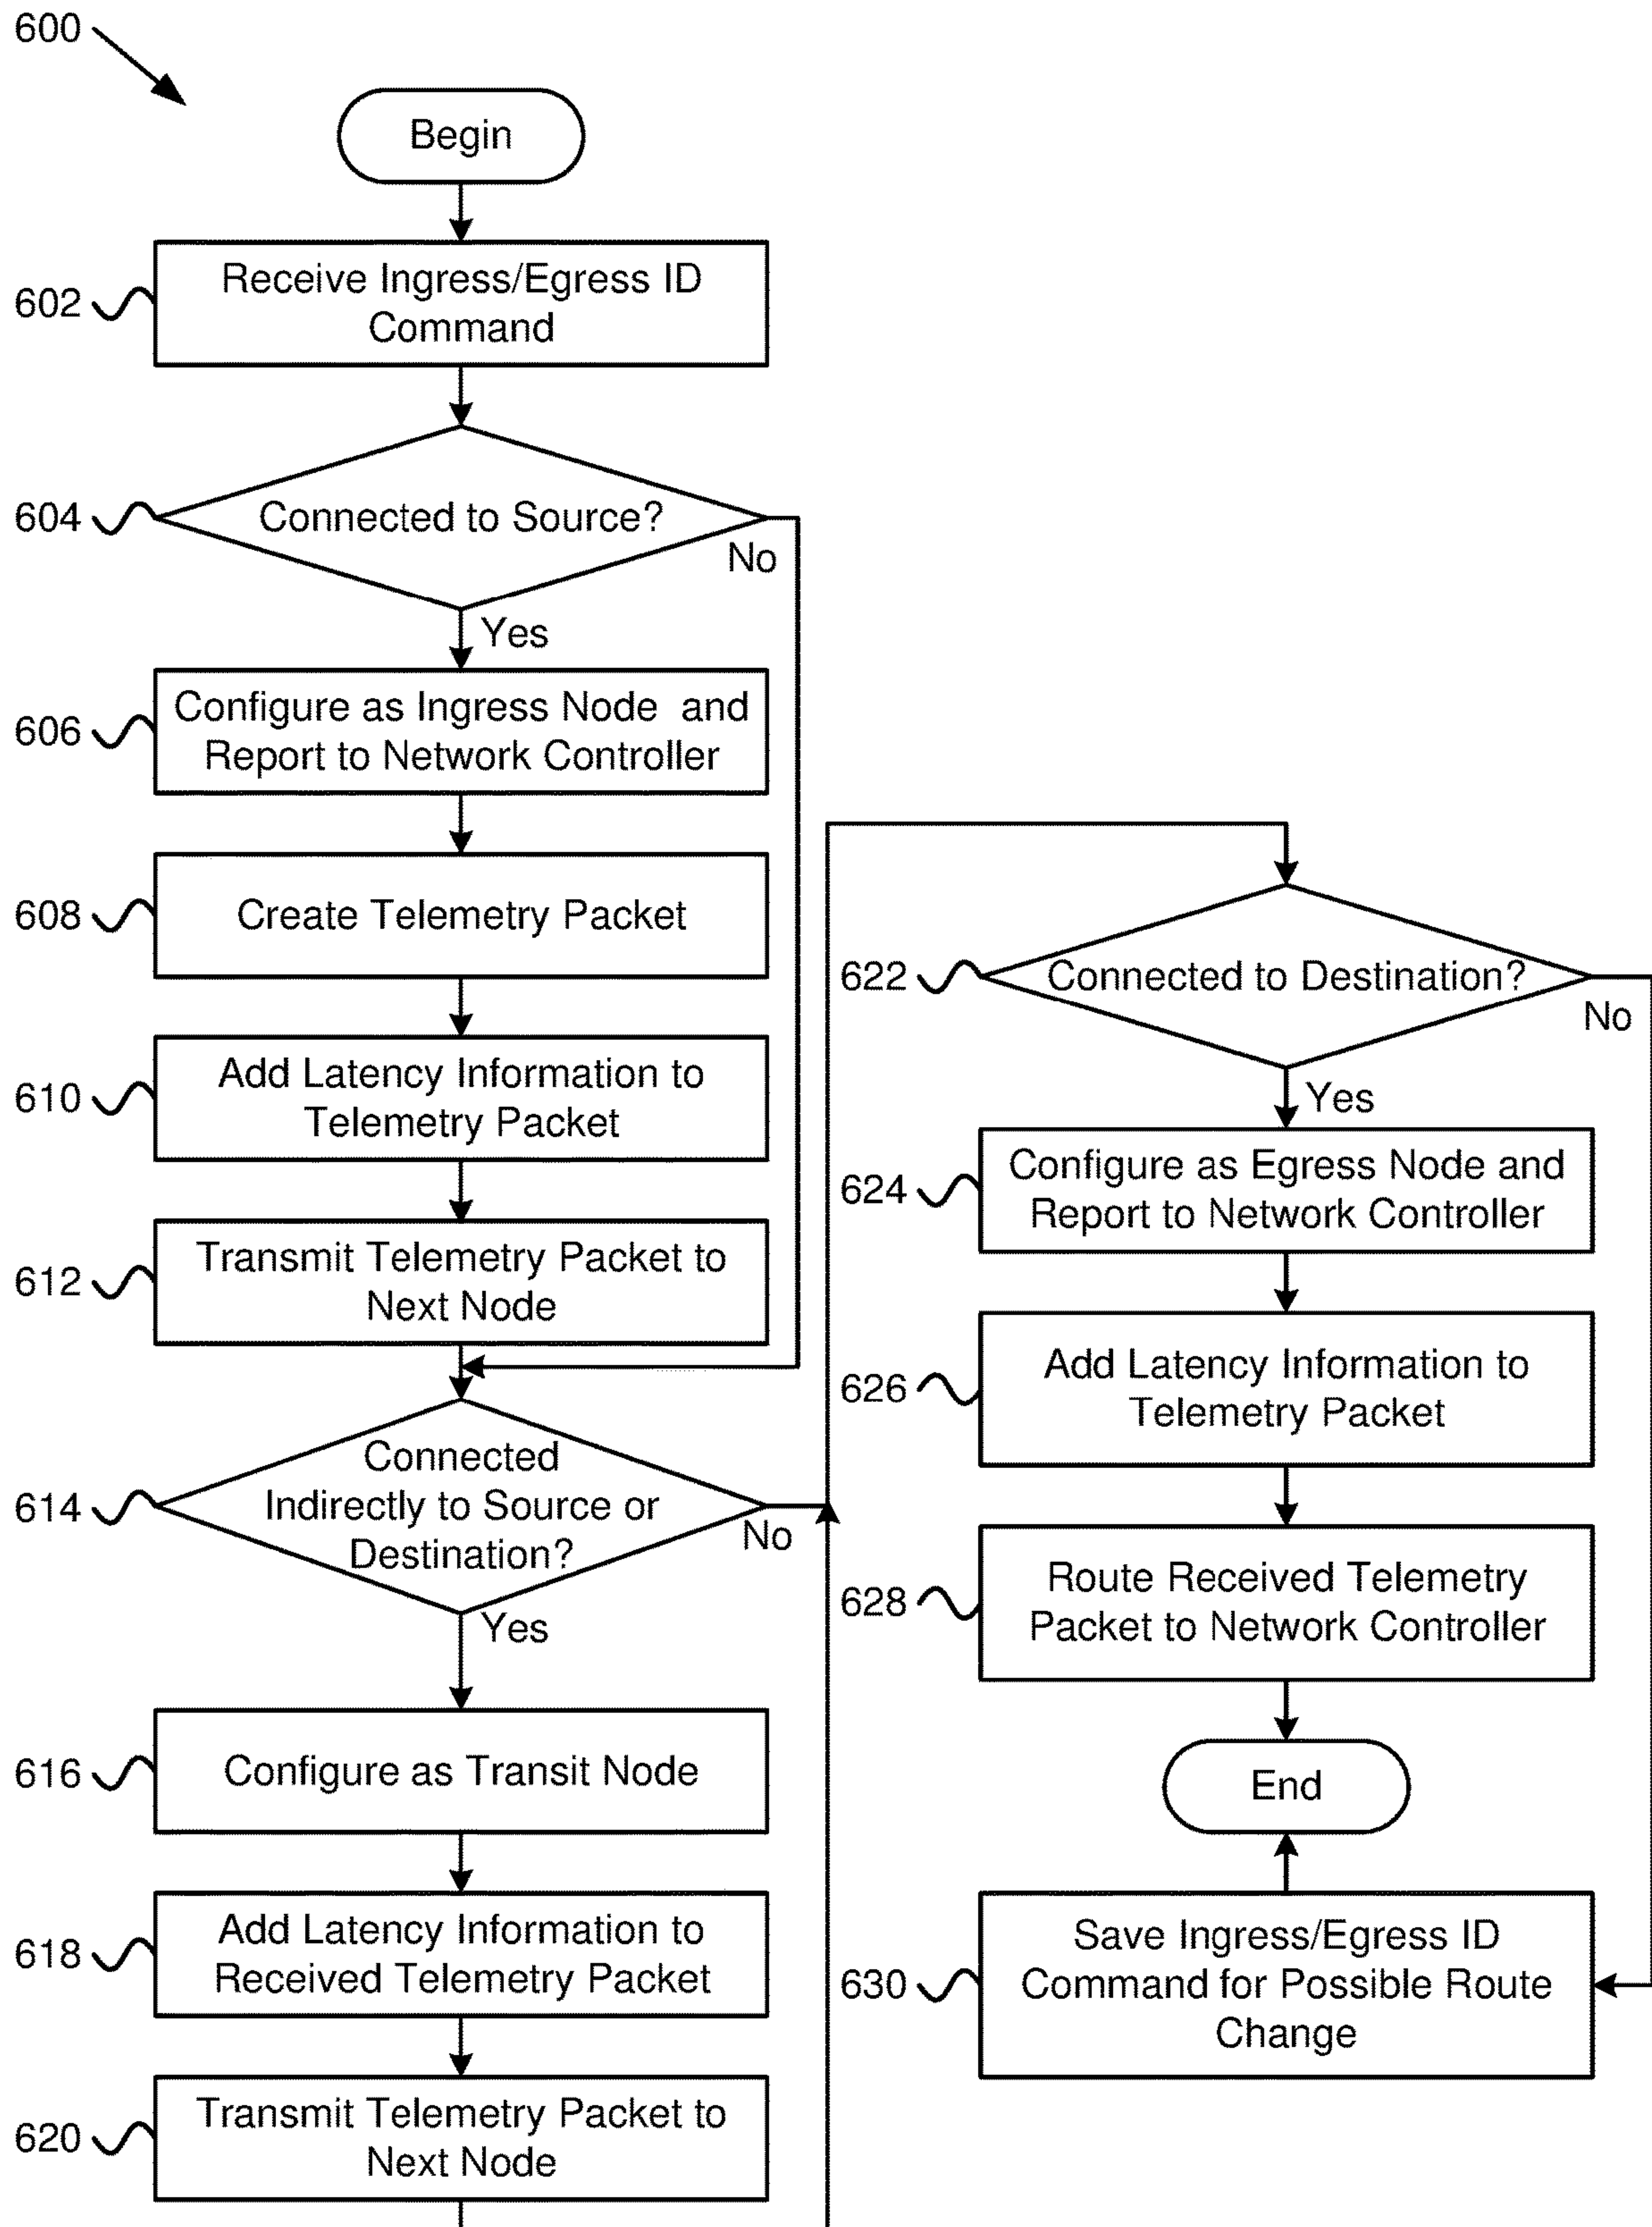 600
Begin
602
Receive Ingress/Egress ID
Command
604
Connected to Source?
No
Yes
606
Configure as Ingress Node and
Report to Network Controller
608
Create Telemetry Packet
610
Add Latency Information to
Telemetry Packet
612
Transmit Telemetry Packet to
Next Node
614
Connected
Indirectly to Source or
Destination?
No
Yes
616
Configure as Transit Node
618
Add Latency Information to
Received Telemetry Packet
620
Transmit Telemetry Packet to
Next Node
622
Connected to Destination?
No
Yes
624
Configure as Egress Node and
Report to Network Controller
626
Add Latency Information to
Telemetry Packet
628
Route Received Telemetry
Packet to Network Controller
End
630
Save Ingress/Egress ID
Command for Possible Route
Change